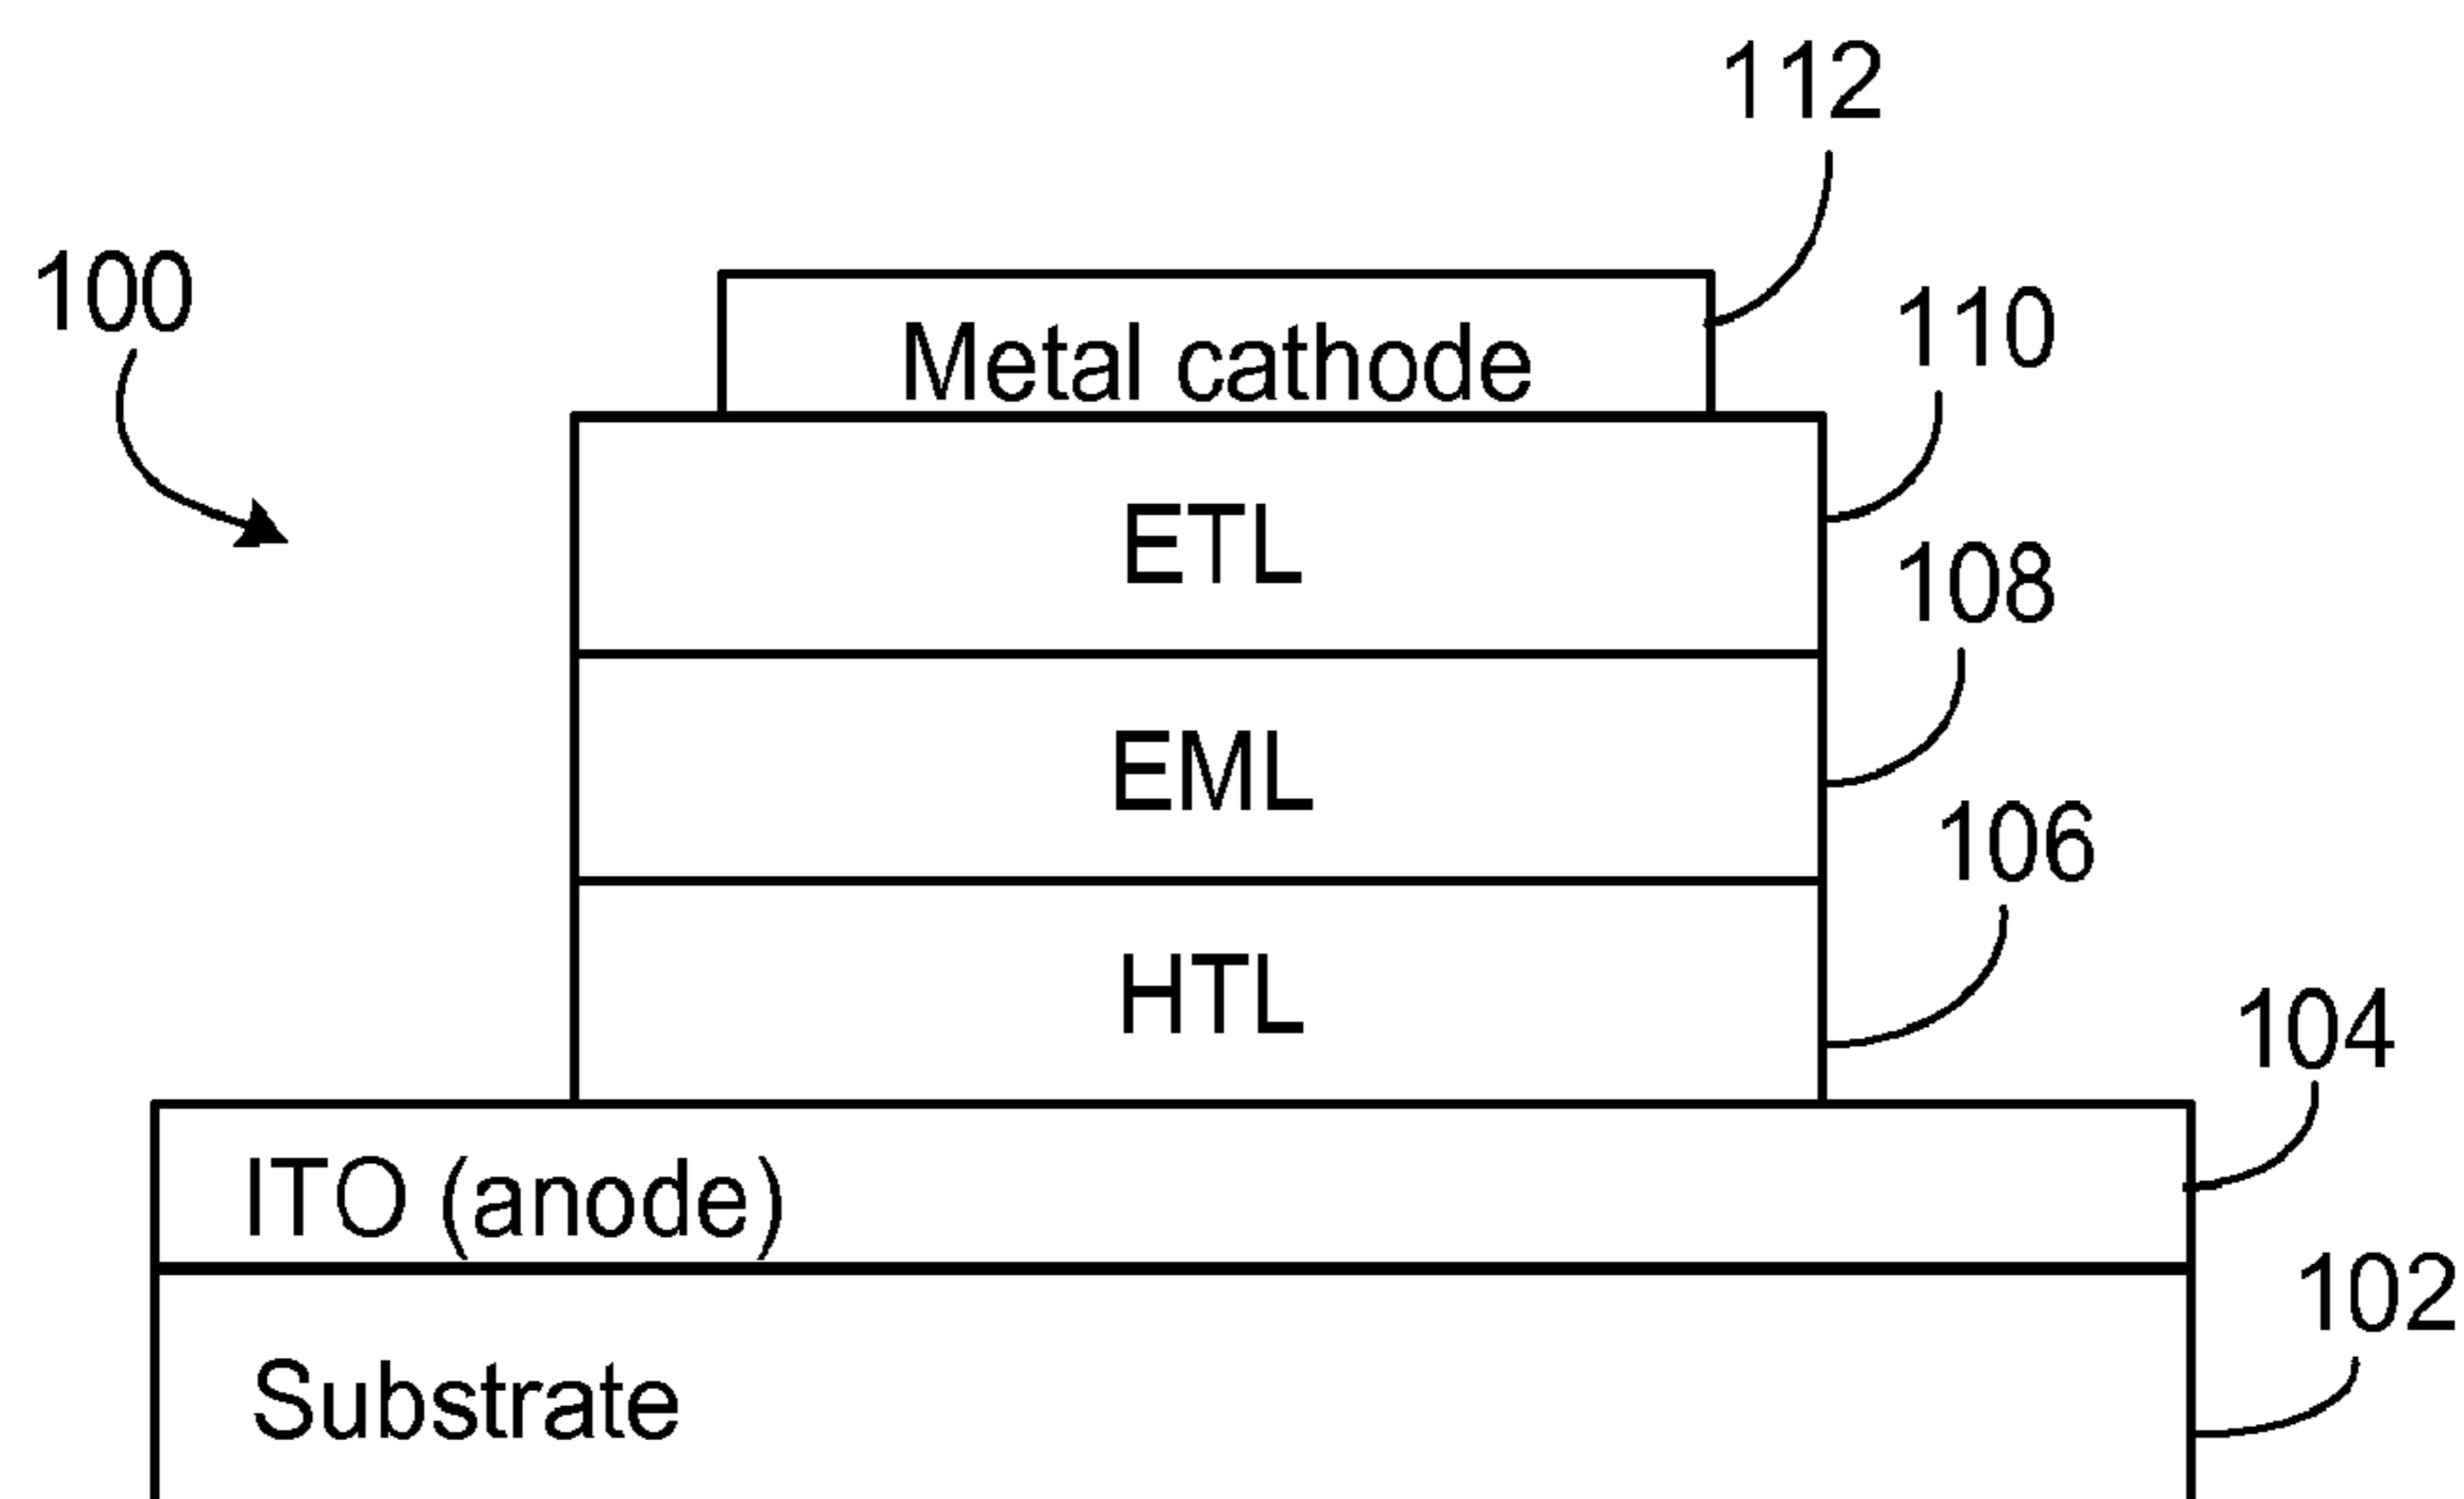 112
100
Metal cathode
110
ETL
108
EML
106
HTL
104
ITO (anode)
102
Substrate